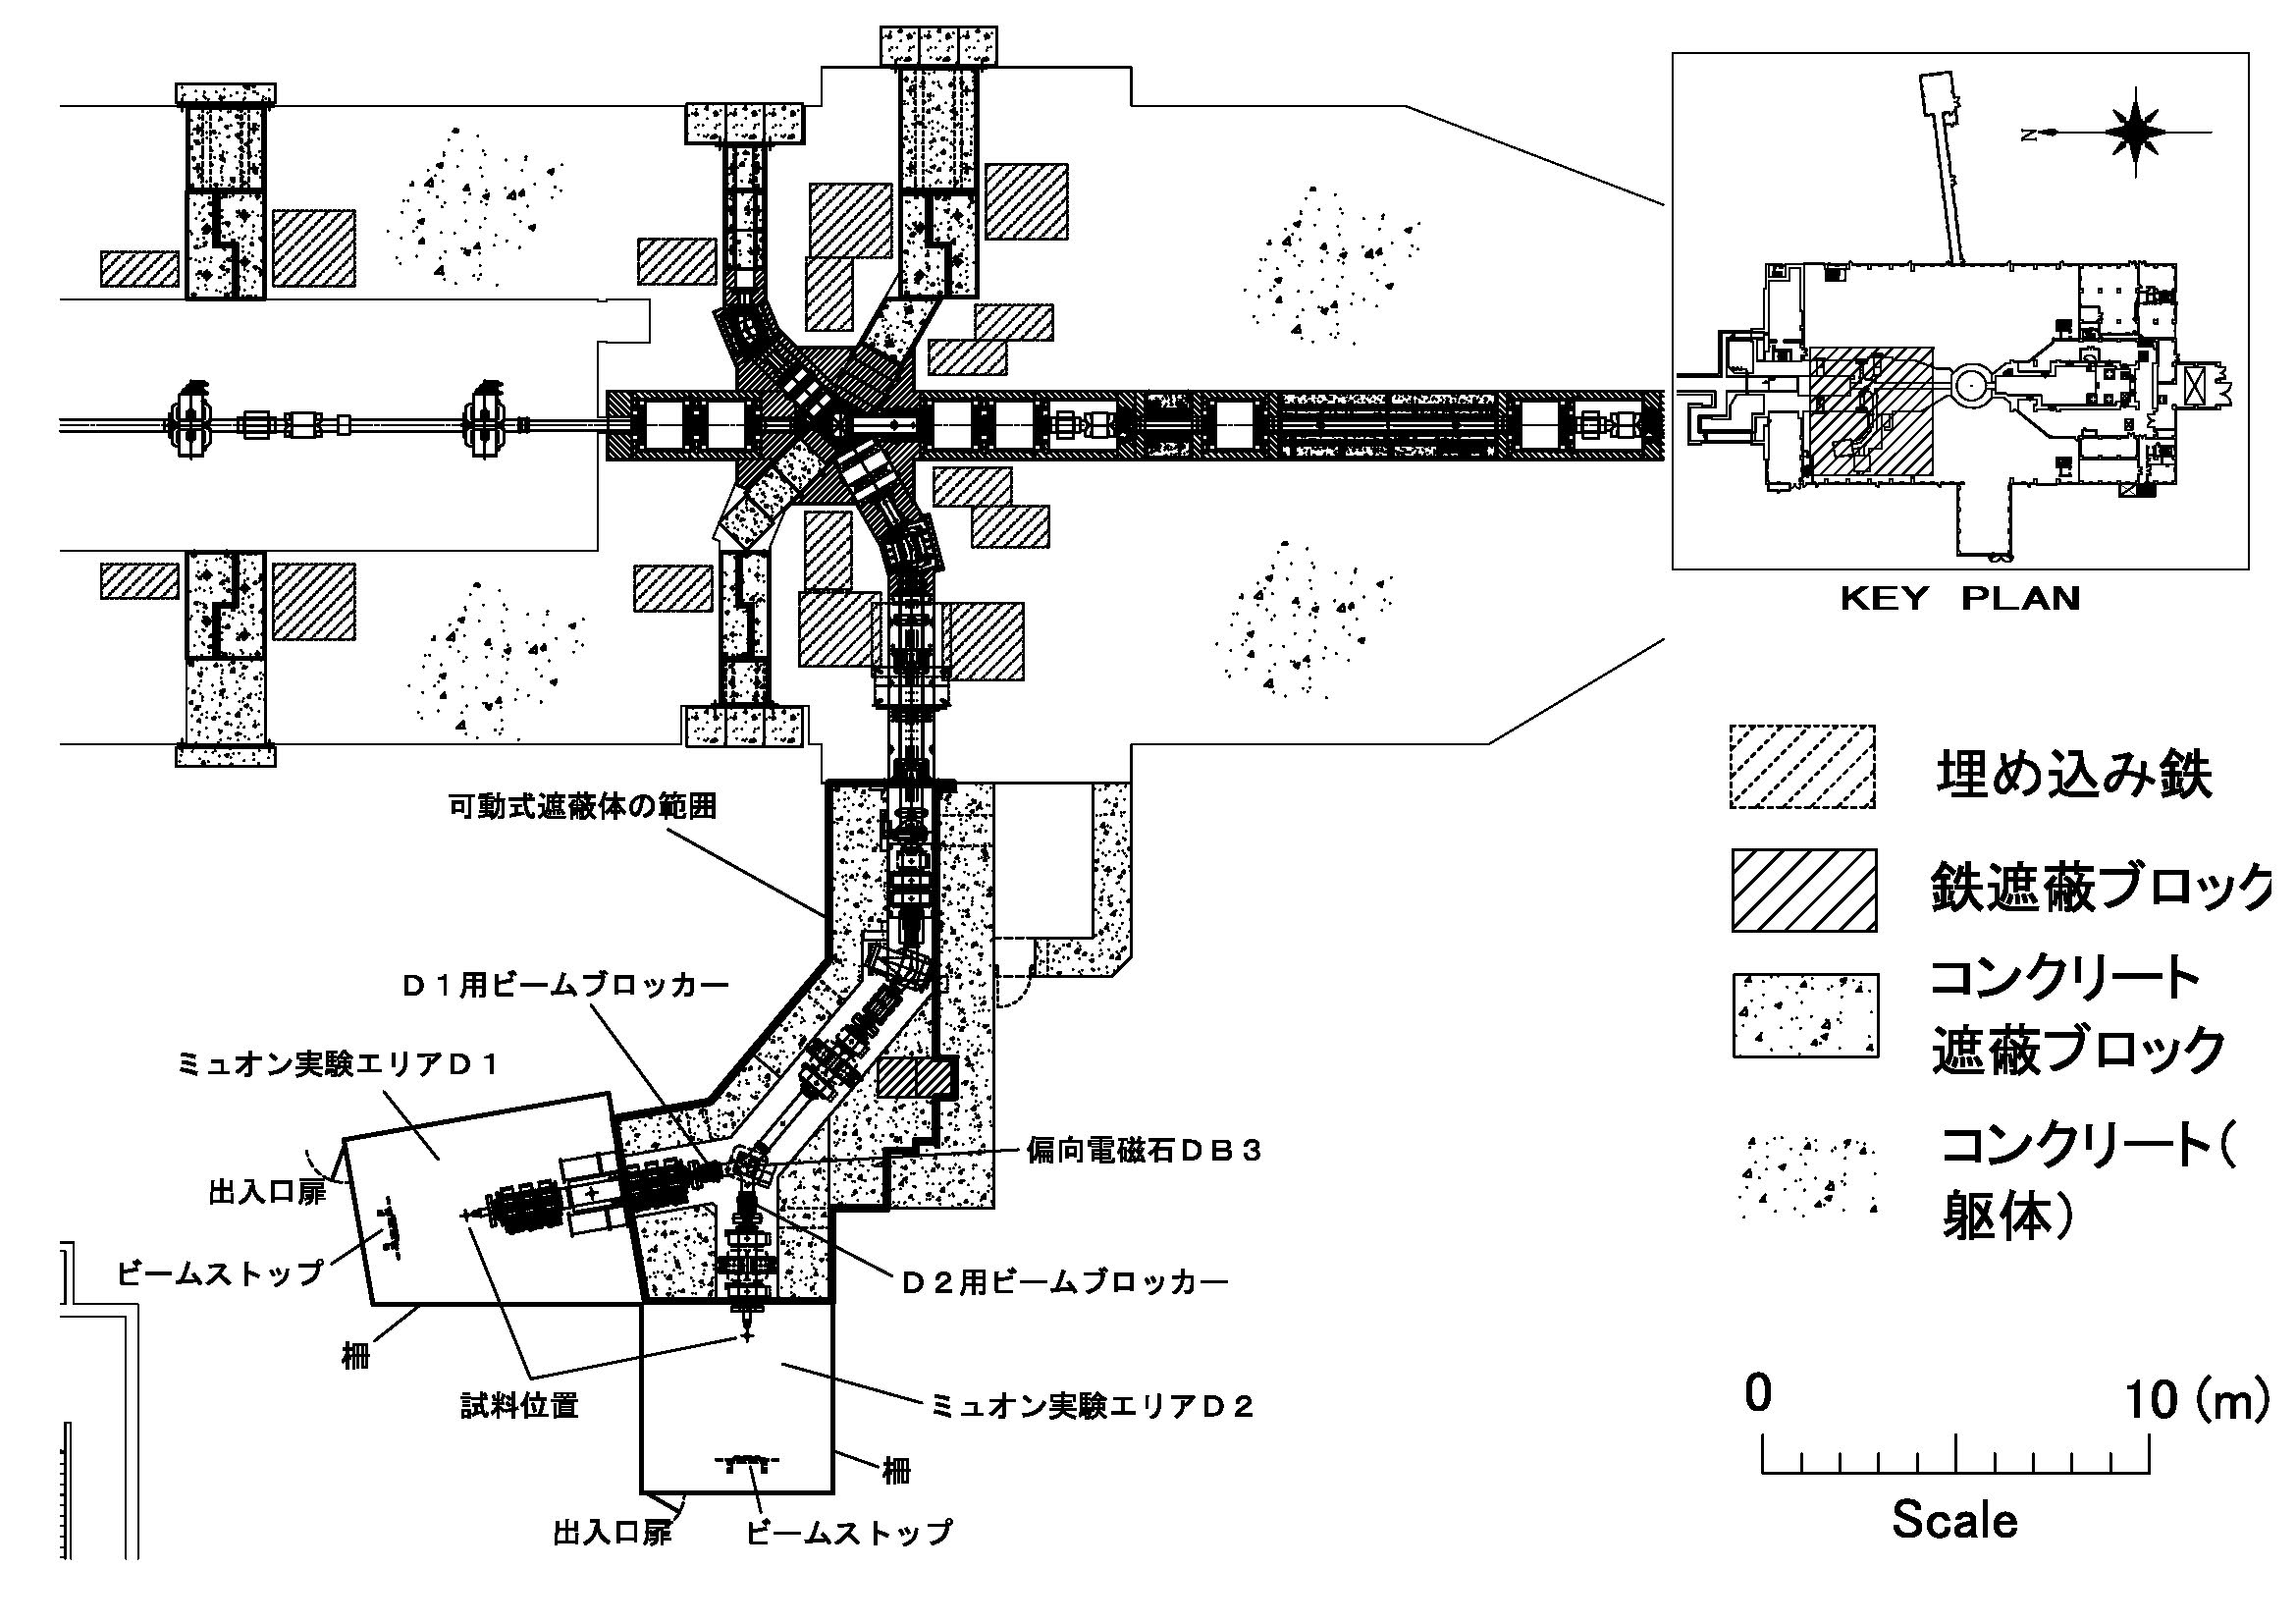 N
KEY PLAN
埋め込み鉄
鉄遮蔽ブロック
コンクリート
遮蔽ブロック
コンクリート(
躯体)
可動式遮蔽体の範囲
D1用ビームブロッカー
ミュオン実験エリアD1
偏向電磁石DB3
出入口扉
ビームストップ
D2用ビームブロッカー
柵
試料位置
ミュオン実験エリアD2
柵
出入口扉
ビームストップ
0
10 (m)
Scale